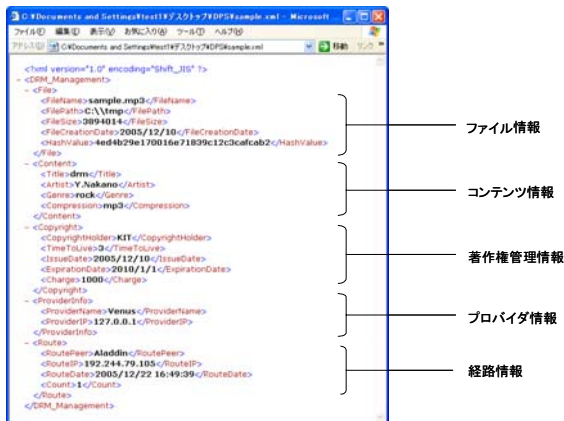 C:¥Documents and Settings¥test1¥デスクトップ¥DPS¥sample.xml - Microsoft ...
ファイル(F) 編集(E) 表示(V) お気に入り(A) ツール(T) ヘルプ(H)
アドレス(D) C:¥Documents and Settings¥test1¥デスクトップ¥DPS¥sample.xml 移動 リンク »
<?xml version="1.0" encoding="Shift_JIS" ?>
- <DRM_Management>
- <File>
<FileName>sample.mp3</FileName>
<FilePath>C:\\tmp</FilePath>
<FileSize>3894014</FileSize>
<FileCreationDate>2005/12/10</FileCreationDate>
<HashValue>4ed4b29e170016e71839c12c3cafcab2</HashValue>
</File>
ファイル情報
- <Content>
<Title>drm</Title>
<Artist>Y.Nakano</Artist>
<Genre>rock</Genre>
<Compression>mp3</Compression>
</Content>
コンテンツ情報
- <Copyright>
<CopyrightHolder>KIT</CopyrightHolder>
<TimeToLive>3</TimeToLive>
<IssueDate>2005/12/10</IssueDate>
<ExpirationDate>2010/1/1</ExpirationDate>
<Charge>1000</Charge>
</Copyright>
著作権管理情報
- <ProviderInfo>
<ProviderName>Venus</ProviderName>
<ProviderIP>127.0.0.1</ProviderIP>
</ProviderInfo>
プロバイダ情報
- <Route>
<RoutePeer>Aladdin</RoutePeer>
<RouteIP>192.244.79.105</RouteIP>
<RouteDate>2005/12/22 16:49:39</RouteDate>
<Count>1</Count>
</Route>
経路情報
</DRM_Management>